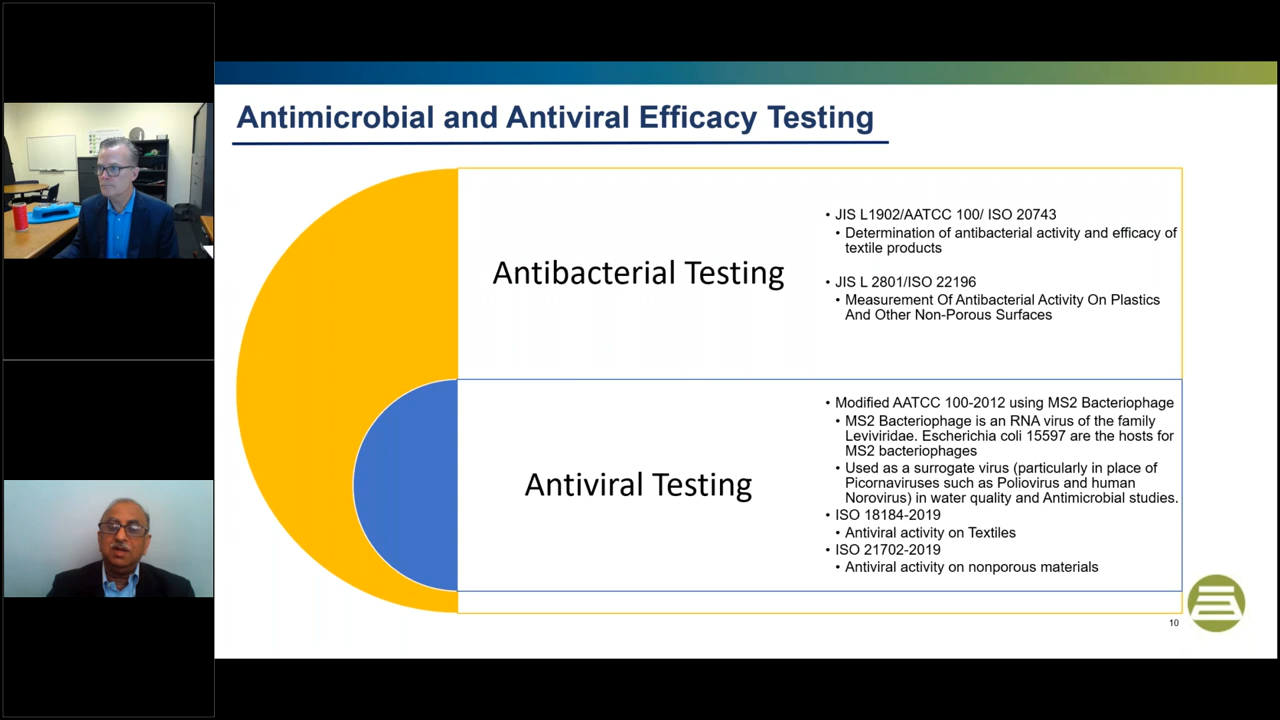 Antimicrobial and Antiviral Efficacy Testing
Antibacterial Testing
• JIS L1902/AATCC 100/ ISO 20743
• Determination of antibacterial activity and efficacy of
textile products
• JIS L 2801/ISO 22196
• Measurement Of Antibacterial Activity On Plastics
And Other Non-Porous Surfaces
Antiviral Testing
• Modified AATCC 100-2012 using MS2 Bacteriophage
• MS2 Bacteriophage is an RNA virus of the family
Leviviridae. Escherichia coli 15597 are the hosts for
MS2 bacteriophages
• Used as a surrogate virus (particularly in place of
Picornaviruses such as Poliovirus and human
Norovirus) in water quality and Antimicrobial studies.
• ISO 18184-2019
• Antiviral activity on Textiles
• ISO 21702-2019
• Antiviral activity on nonporous materials
10